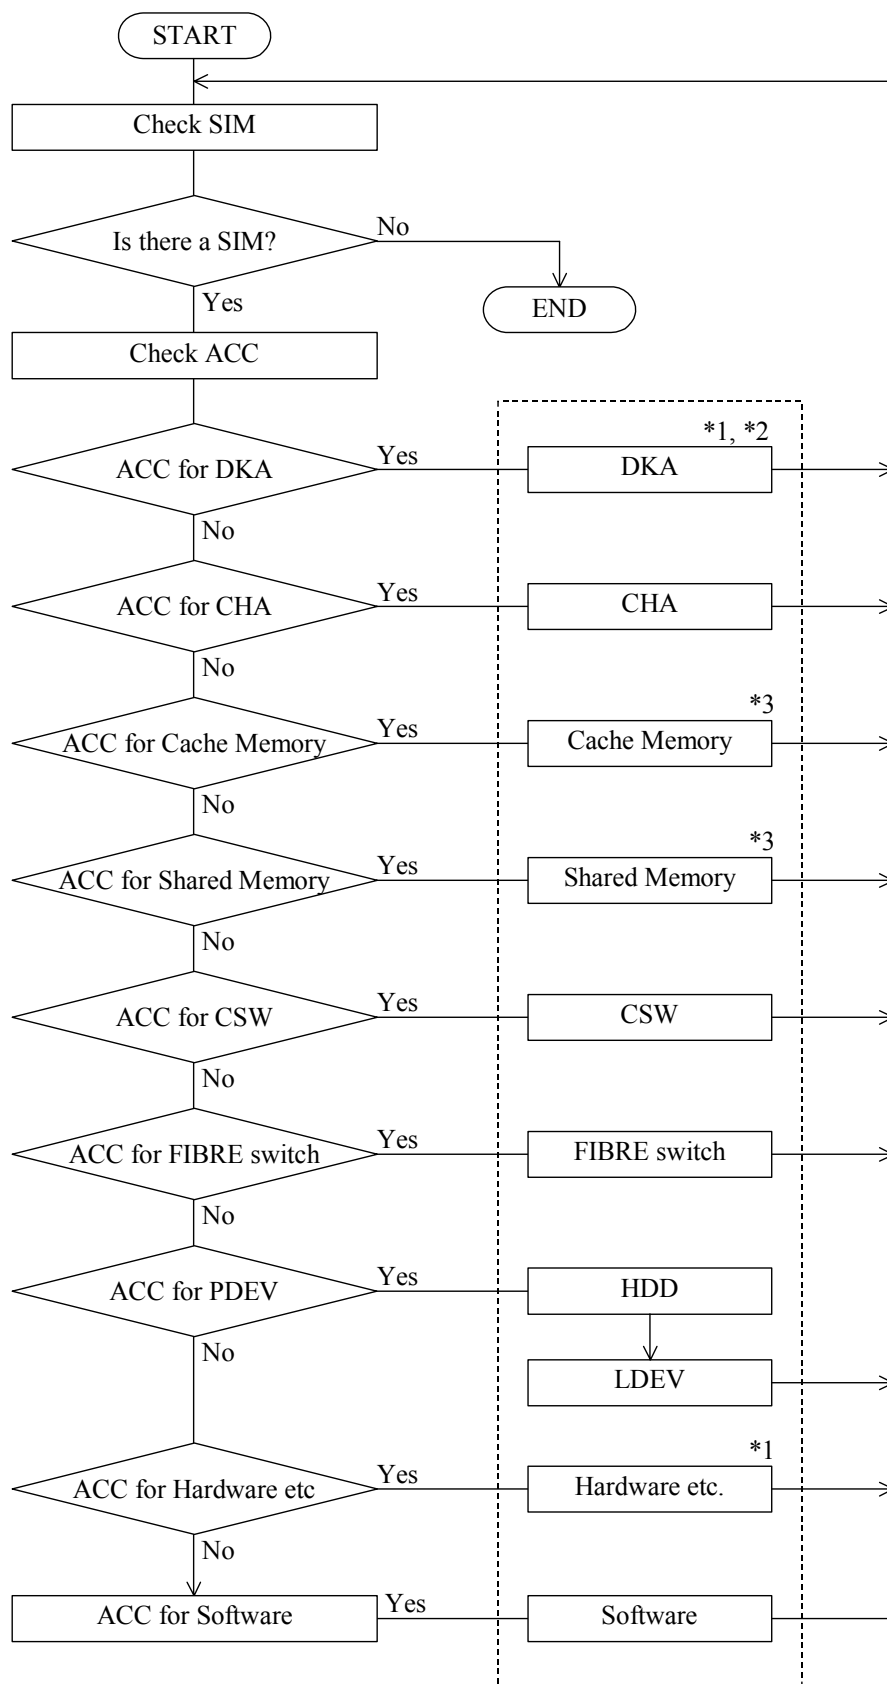 START
Check SIM
Is there a SIM?
No
Yes
END
Check ACC
*1, *2
ACC for DKA
Yes
DKA
No
ACC for CHA
Yes
CHA
No
*3
ACC for Cache Memory
Yes
Cache Memory
No
*3
ACC for Shared Memory
Yes
Shared Memory
No
ACC for CSW
Yes
CSW
No
ACC for FIBRE switch
Yes
FIBRE switch
No
ACC for PDEV
Yes
HDD
No
LDEV
*1
ACC for Hardware etc
Yes
Hardware etc.
No
ACC for Software
Yes
Software